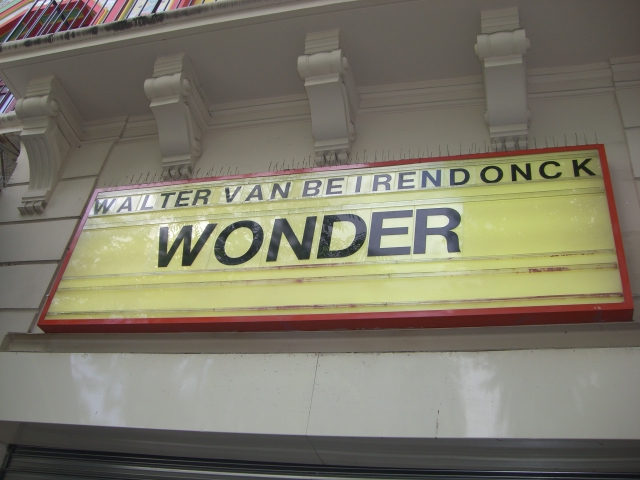 WALTER VAN BEIRENDONCK
WONDER